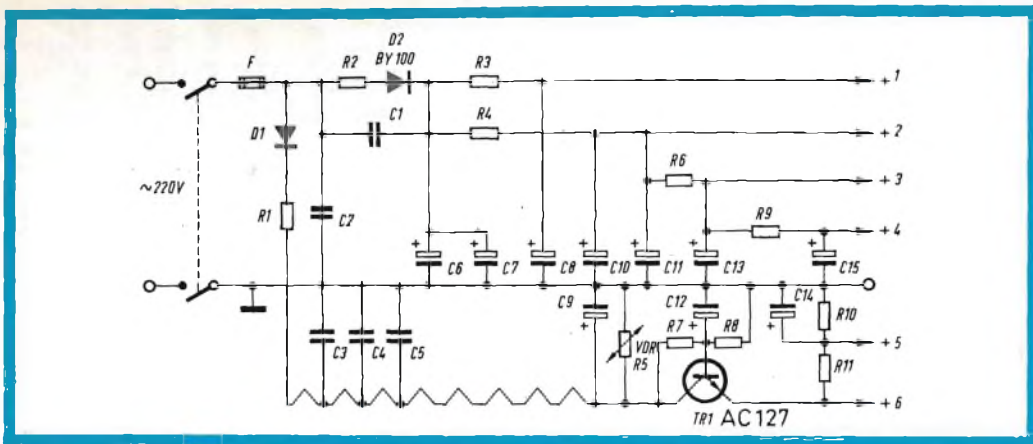 D2
BY 100
F
R2
R3
+ 1
C1
D1
R4
+ 2
R6
+ 3
~220V
R1
C2
R9
+ 4
+
+
+
+
+
+
+
C6
C7
C8
C10
C11
C13
C15
C9
C12
C14
+
+
+
R10
C3
C4
C5
VDR
R5
R7
R8
+ 5
R11
+ 6
TR1 AC127